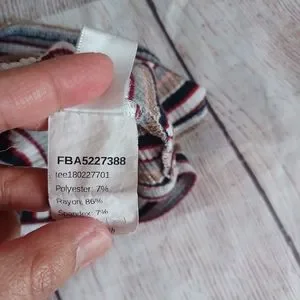 FBA5227388
tee180227701
Polyester: 7%
Rayon: 86%
Spandex: 7%